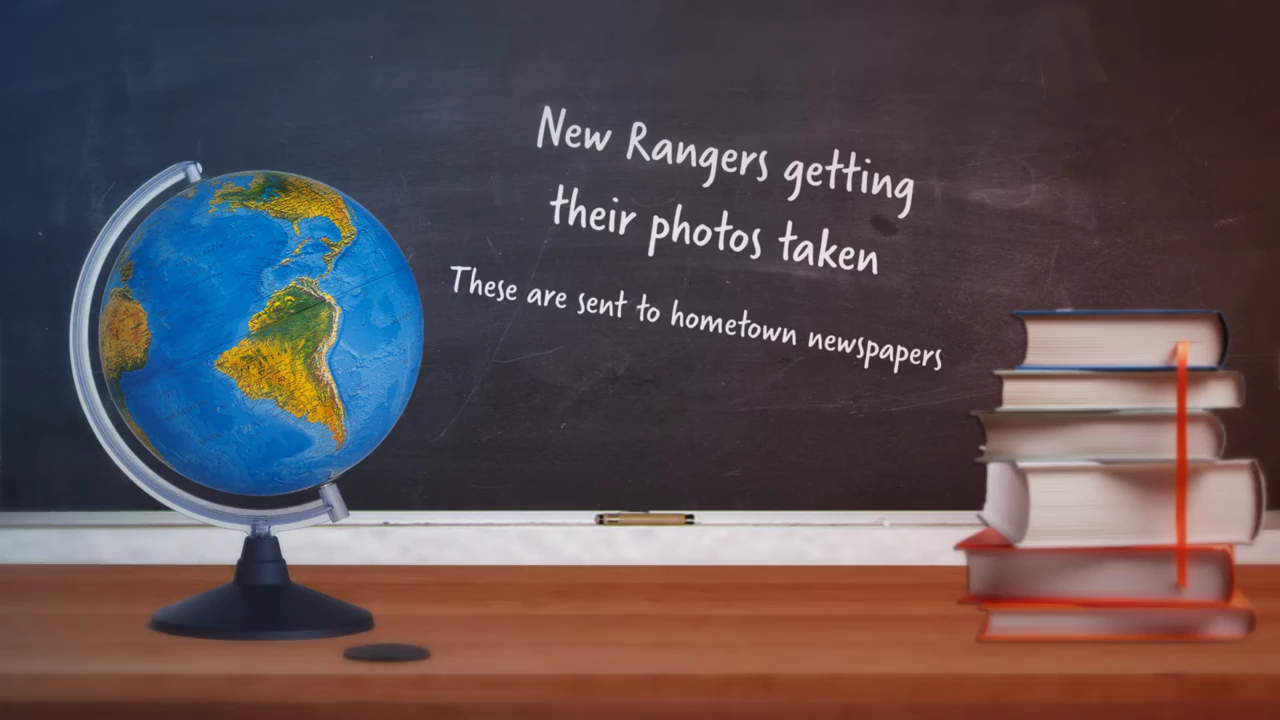 New Rangers getting
their photos taken
These are sent to hometown newspapers